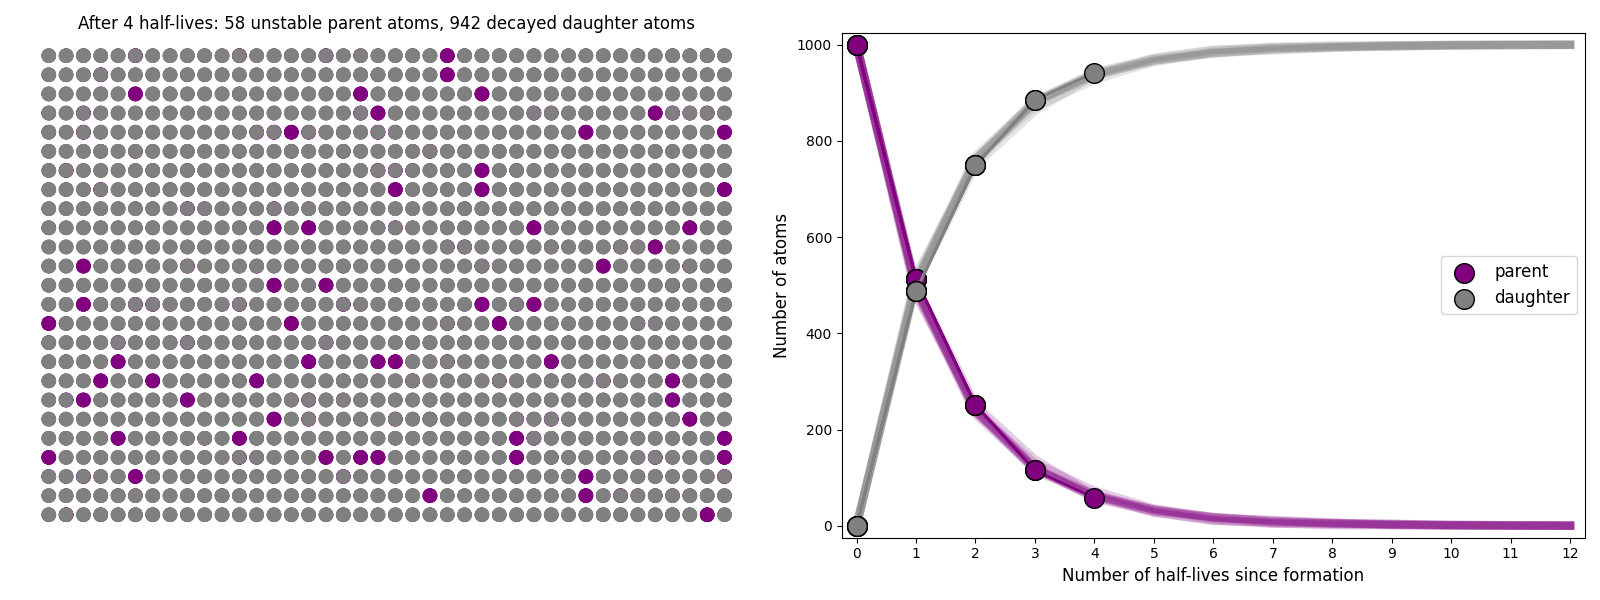 After 4 half-lives: 58 unstable parent atoms, 942 decayed daughter atoms
1000
800
600
400
200
0
Number of atoms
parent
daughter
0 1 2 3 4 5 6 7 8 9 10 11 12
Number of half-lives since formation